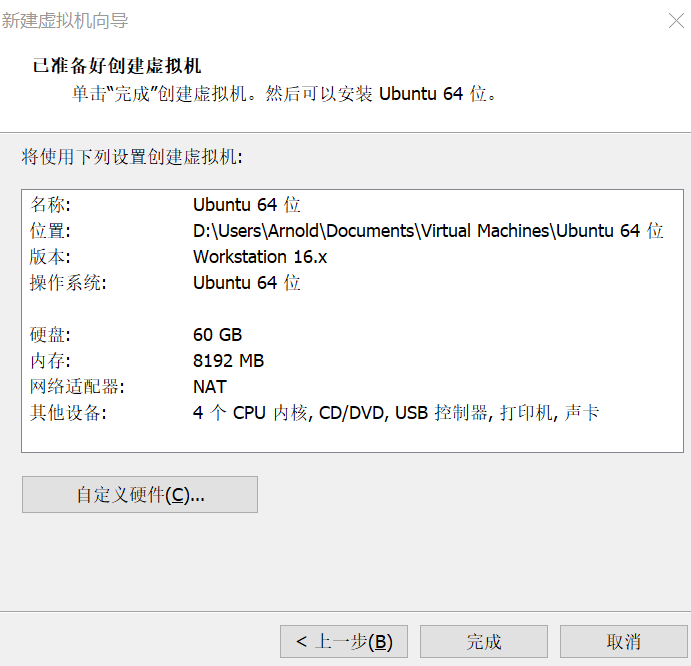 新建虚拟机向导
已准备好创建虚拟机
单击“完成”创建虚拟机。然后可以安装 Ubuntu 64 位。
将使用下列设置创建虚拟机:
名称: Ubuntu 64 位
位置: D:\Users\Arnold\Documents\Virtual Machines\Ubuntu 64 位
版本: Workstation 16.x
操作系统: Ubuntu 64 位
硬盘: 60 GB
内存: 8192 MB
网络适配器: NAT
其他设备: 4 个 CPU 内核, CD/DVD, USB 控制器, 打印机, 声卡
自定义硬件(C)...
< 上一步(B) 完成 取消